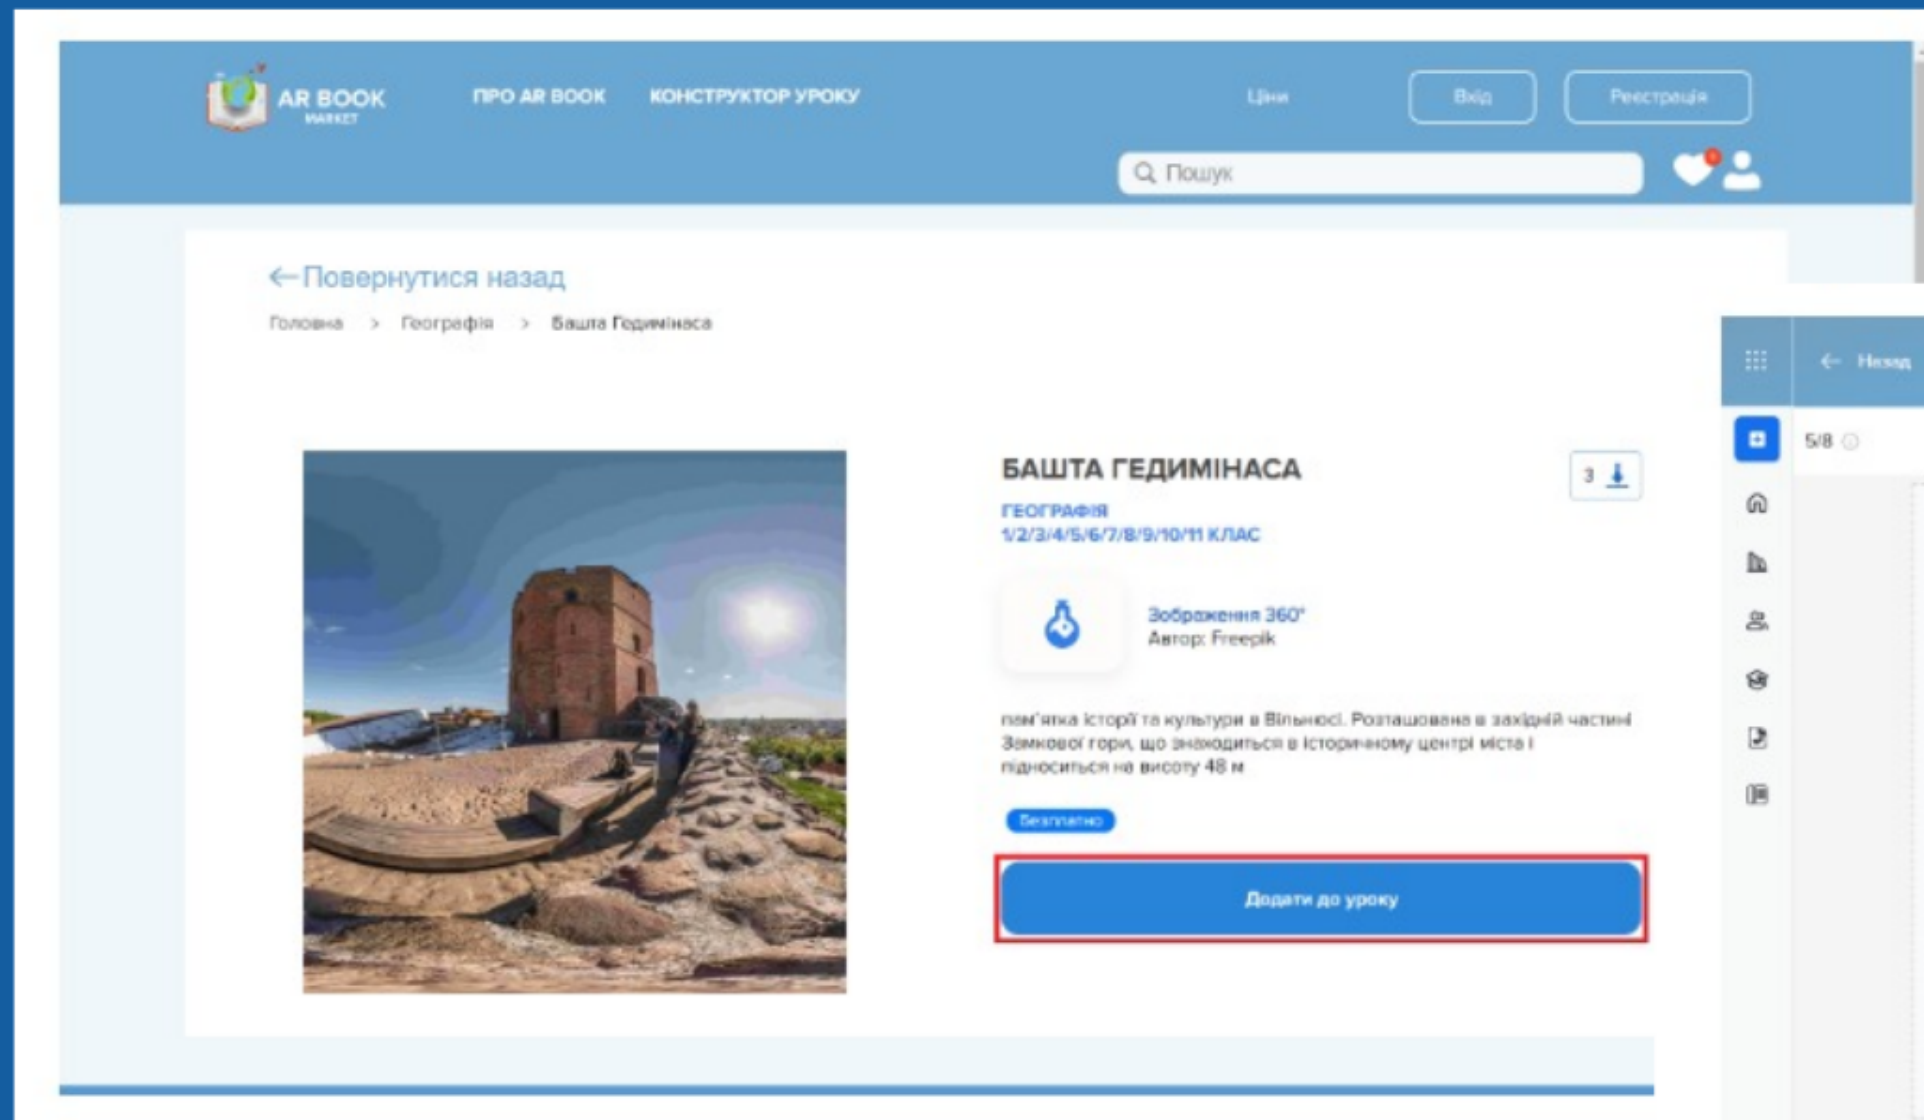 AR BOOK
MARKET
ПРО AR BOOK
КОНСТРУКТОР УРОКУ
Ціни
Вхід
Реєстрація
Пошук
←Повернутися назад
Головна > Географія > Башта Гедимінаса
← Назад
5/8
БАШТА ГЕДИМІНАСА
3
ГЕОГРАФІЯ
1/2/3/4/5/6/7/8/9/10/11 КЛАС
Зображення 360°
Автор: Freepik
пам'ятка історії та культури в Вільнюсі. Розташована в західній частині
Замкової гори, що знаходиться в історичному центрі міста і
підноситься на висоту 48 м
Безплатно
Додати до уроку